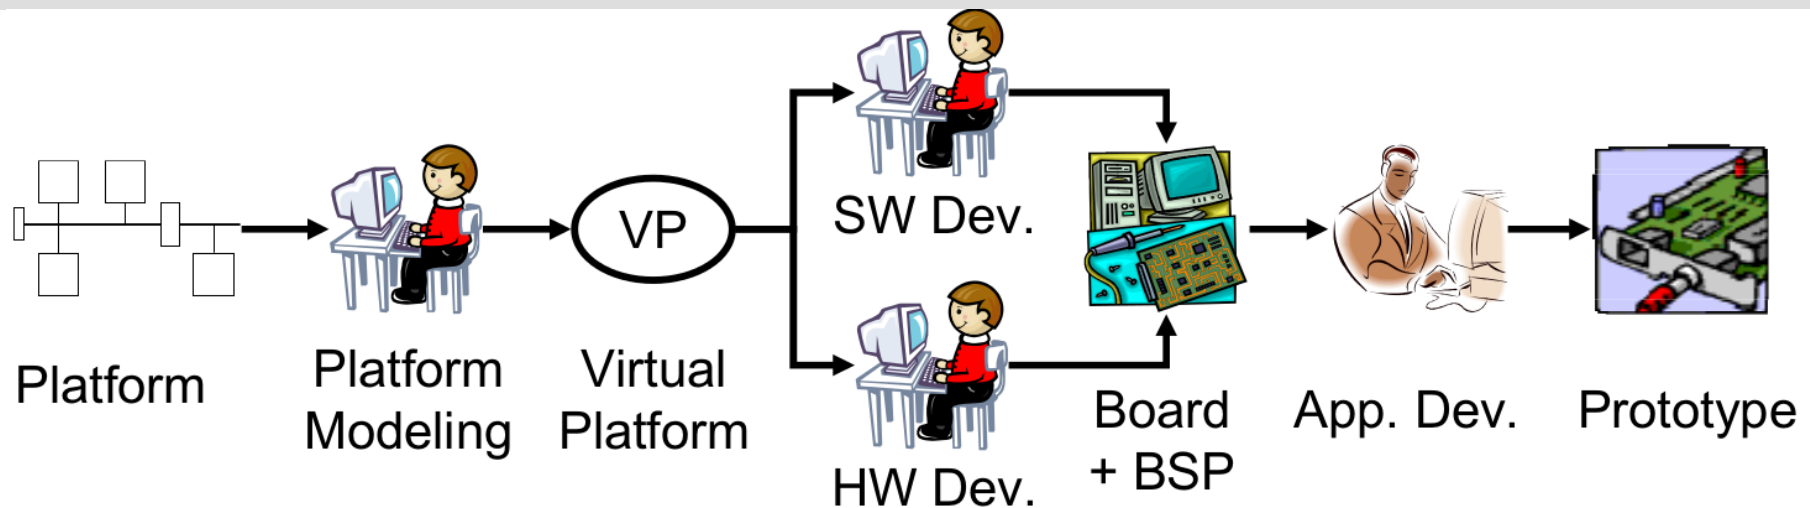 Platform
Platform
Modeling
VP
Virtual
Platform
SW Dev.
HW Dev.
Board
+ BSP
App. Dev.
Prototype